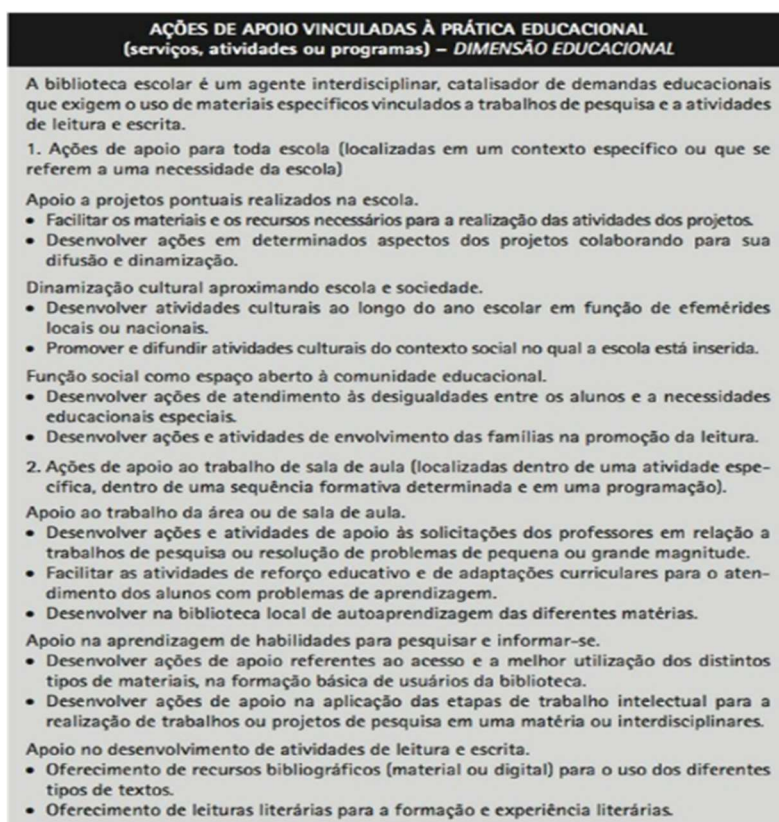 AÇÕES DE APOIO VINCULADAS À PRÁTICA EDUCACIONAL
(serviços, atividades ou programas) – DIMENSÃO EDUCACIONAL
A biblioteca escolar é um agente interdisciplinar, catalisador de demandas educacionais
que exigem o uso de materiais específicos vinculados a trabalhos de pesquisa e a atividades
de leitura e escrita.
1. Ações de apoio para toda escola (localizadas em um contexto específico ou que se
referem a uma necessidade da escola)
Apoio a projetos pontuais realizados na escola.
• Facilitar os materiais e os recursos necessários para a realização das atividades dos projetos.
• Desenvolver ações em determinados aspectos dos projetos colaborando para sua
difusão e dinamização.
Dinamização cultural aproximando escola e sociedade.
• Desenvolver atividades culturais ao longo do ano escolar em função de efemérides
locais ou nacionais.
• Promover e difundir atividades culturais do contexto social no qual a escola está inserida.
Função social como espaço aberto à comunidade educacional.
• Desenvolver ações de atendimento às desigualdades entre os alunos e a necessidades
educacionais especiais.
• Desenvolver ações e atividades de envolvimento das famílias na promoção da leitura.
2. Ações de apoio ao trabalho de sala de aula (localizadas dentro de uma atividade espe-
cífica, dentro de uma sequência formativa determinada e em uma programação).
Apoio ao trabalho da área ou de sala de aula.
• Desenvolver ações e atividades de apoio às solicitações dos professores em relação a
trabalhos de pesquisa ou resolução de problemas de pequena ou grande magnitude.
• Facilitar as atividades de reforço educativo e de adaptações curriculares para o aten-
dimento dos alunos com problemas de aprendizagem.
• Desenvolver na biblioteca local de autoaprendizagem das diferentes matérias.
Apoio na aprendizagem de habilidades para pesquisar e informar-se.
• Desenvolver ações de apoio referentes ao acesso e a melhor utilização dos distintos
tipos de materiais, na formação básica de usuários da biblioteca.
• Desenvolver ações de apoio na aplicação das etapas de trabalho intelectual para a
realização de trabalhos ou projetos de pesquisa em uma matéria ou interdisciplinares.
Apoio no desenvolvimento de atividades de leitura e escrita.
• Oferecimento de recursos bibliográficos (material ou digital) para o uso dos diferentes
tipos de textos.
• Oferecimento de leituras literárias para a formação e experiência literárias.